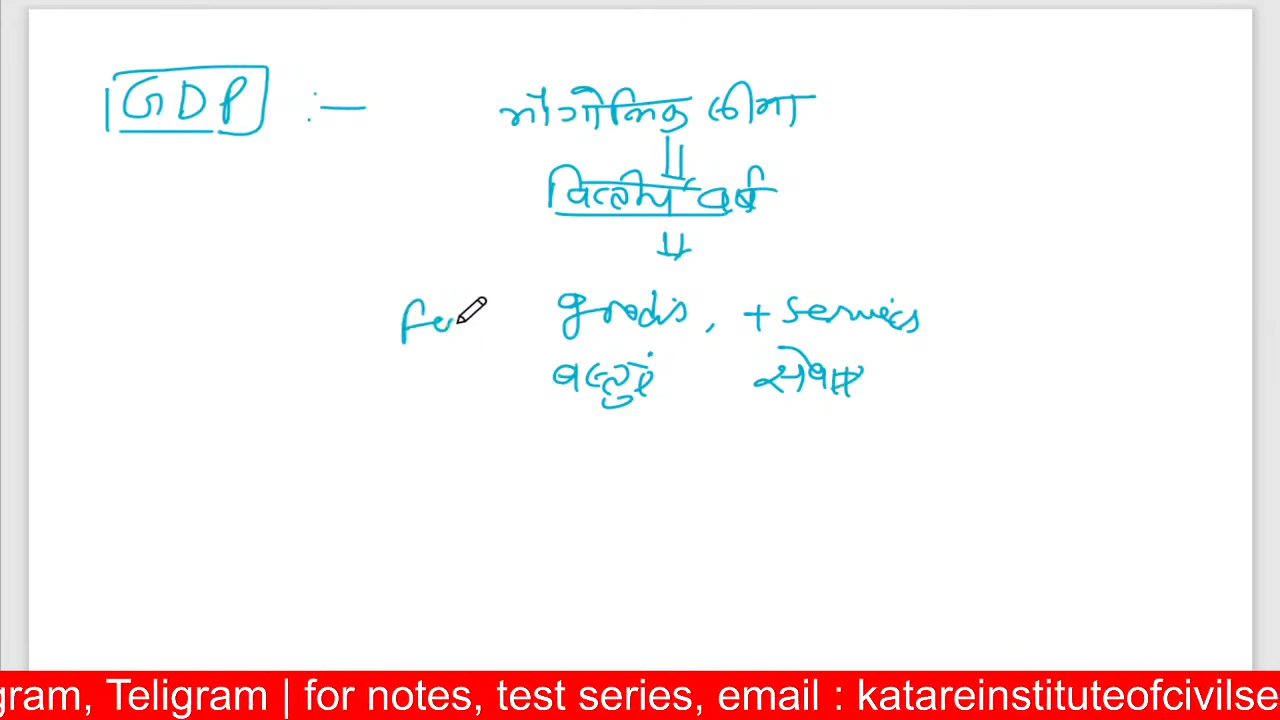 GDP :— भौगोलिक सीमा
वित्तीय वर्ष
goods, + services
वस्तुएं सेवाएं
gram, Teligram | for notes, test series, email : katareinstituteofcivilse